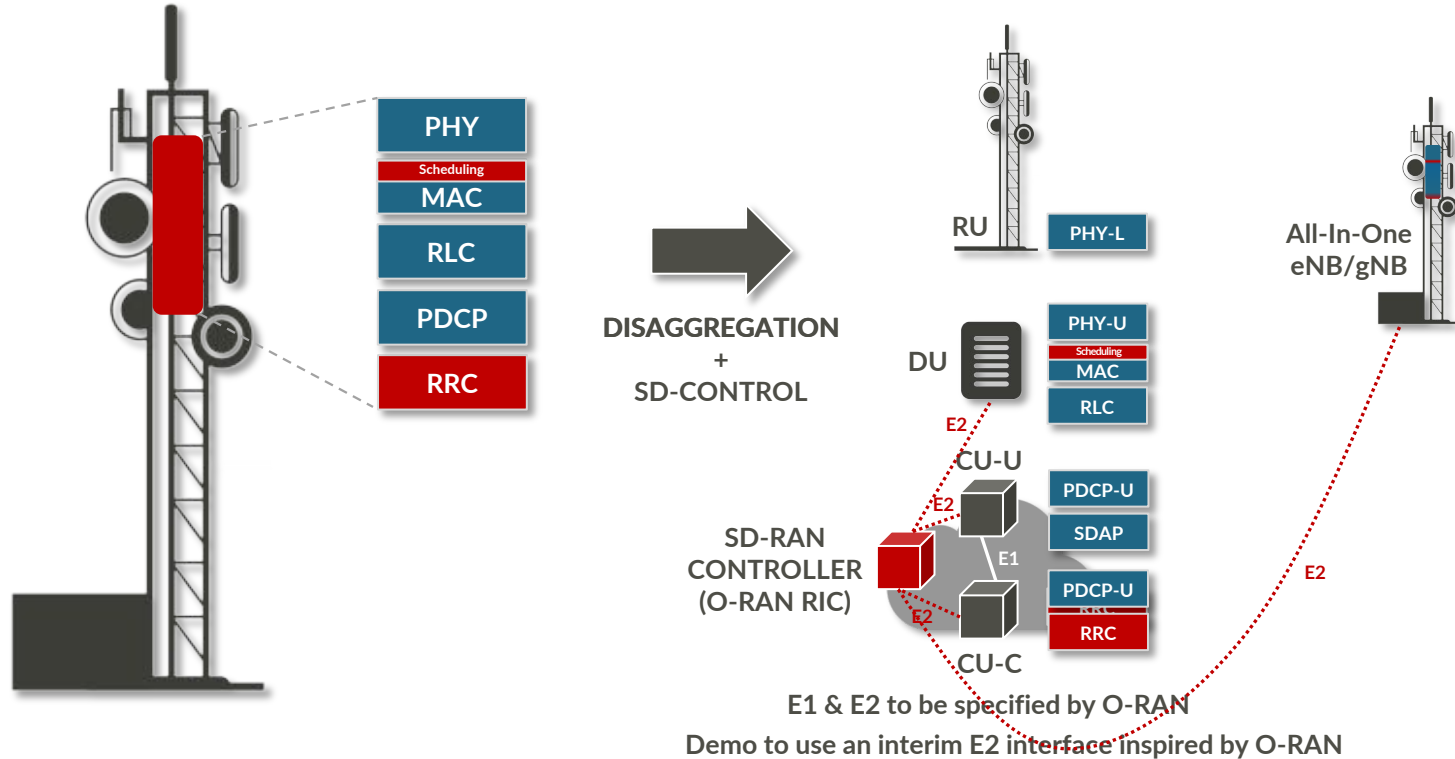 PHY
Scheduling
MAC
RLC
PDCP
RRC
DISAGGREGATION
+
SD-CONTROL
RU
PHY-L
DU
PHY-U
Scheduling
MAC
RLC
E2
CU-U
E2
PDCP-U
SDAP
SD-RAN
CONTROLLER
(O-RAN RIC)
E1
E2
PDCP-U
RRC
RRC
CU-C
All-In-One
eNB/gNB
E2
E1 & E2 to be specified by O-RAN
Demo to use an interim E2 interface inspired by O-RAN